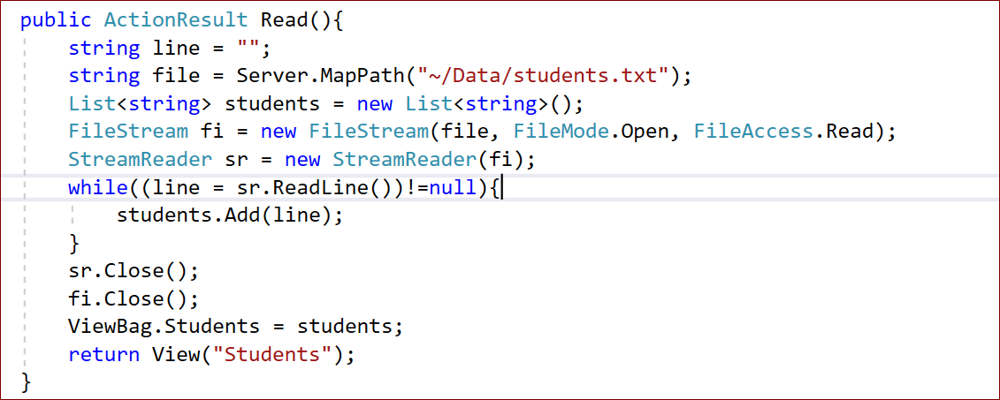 public ActionResult Read(){
string line = "";
string file = Server.MapPath("~/Data/students.txt");
List<string> students = new List<string>();
FileStream fi = new FileStream(file, FileMode.Open, FileAccess.Read);
StreamReader sr = new StreamReader(fi);
while((line = sr.ReadLine())!=null){
students.Add(line);
}
sr.Close();
fi.Close();
ViewBag.Students = students;
return View("Students");
}